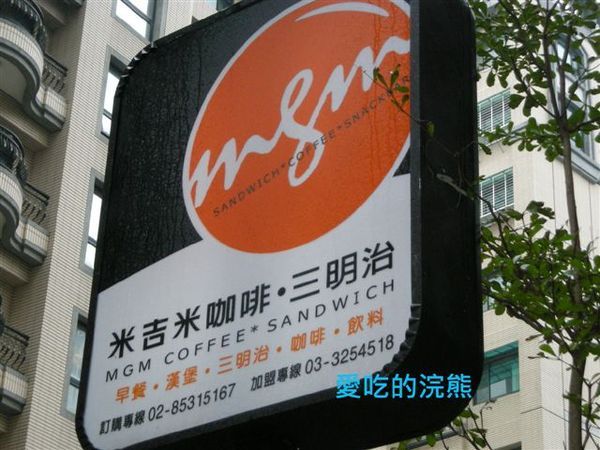 mgm
SANDWICH*COFFEE*SNACK
米吉米咖啡·三明治
MGM COFFEE* SANDWICH
早餐·漢堡·三明治·咖啡·飲料
訂購專線 02-85315167 加盟專線 03-3254518
愛吃的浣熊